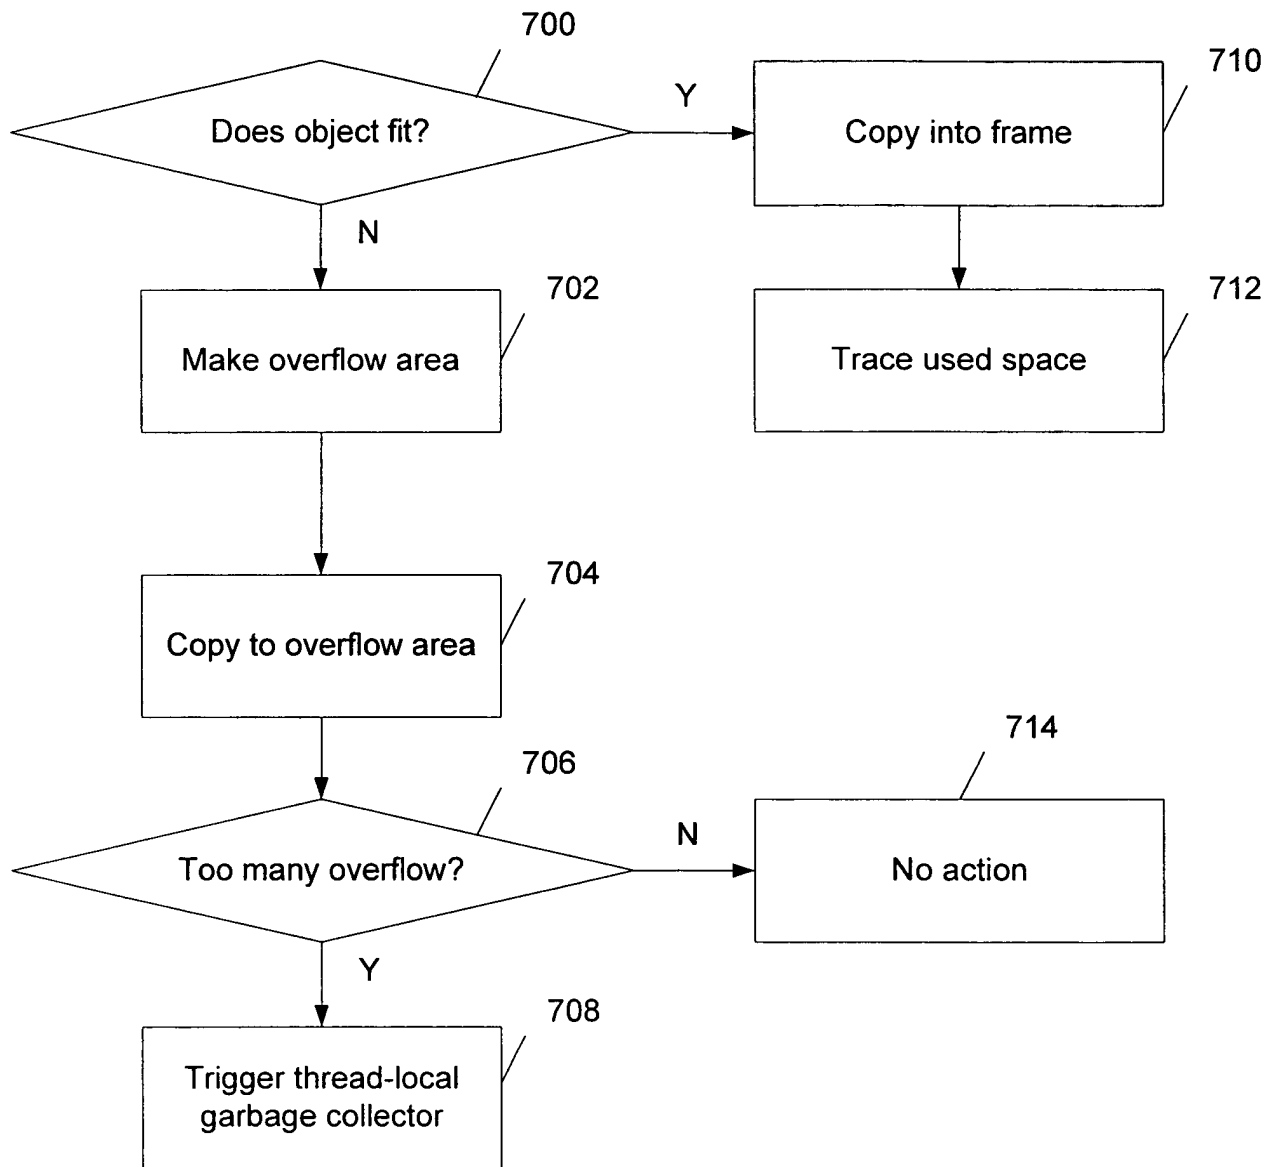 700
710
Does object fit?
Y
Copy into frame
N
702
712
Make overflow area
Trace used space
704
Copy to overflow area
714
706
Too many overflow?
N
No action
Y
708
Trigger thread-local
garbage collector